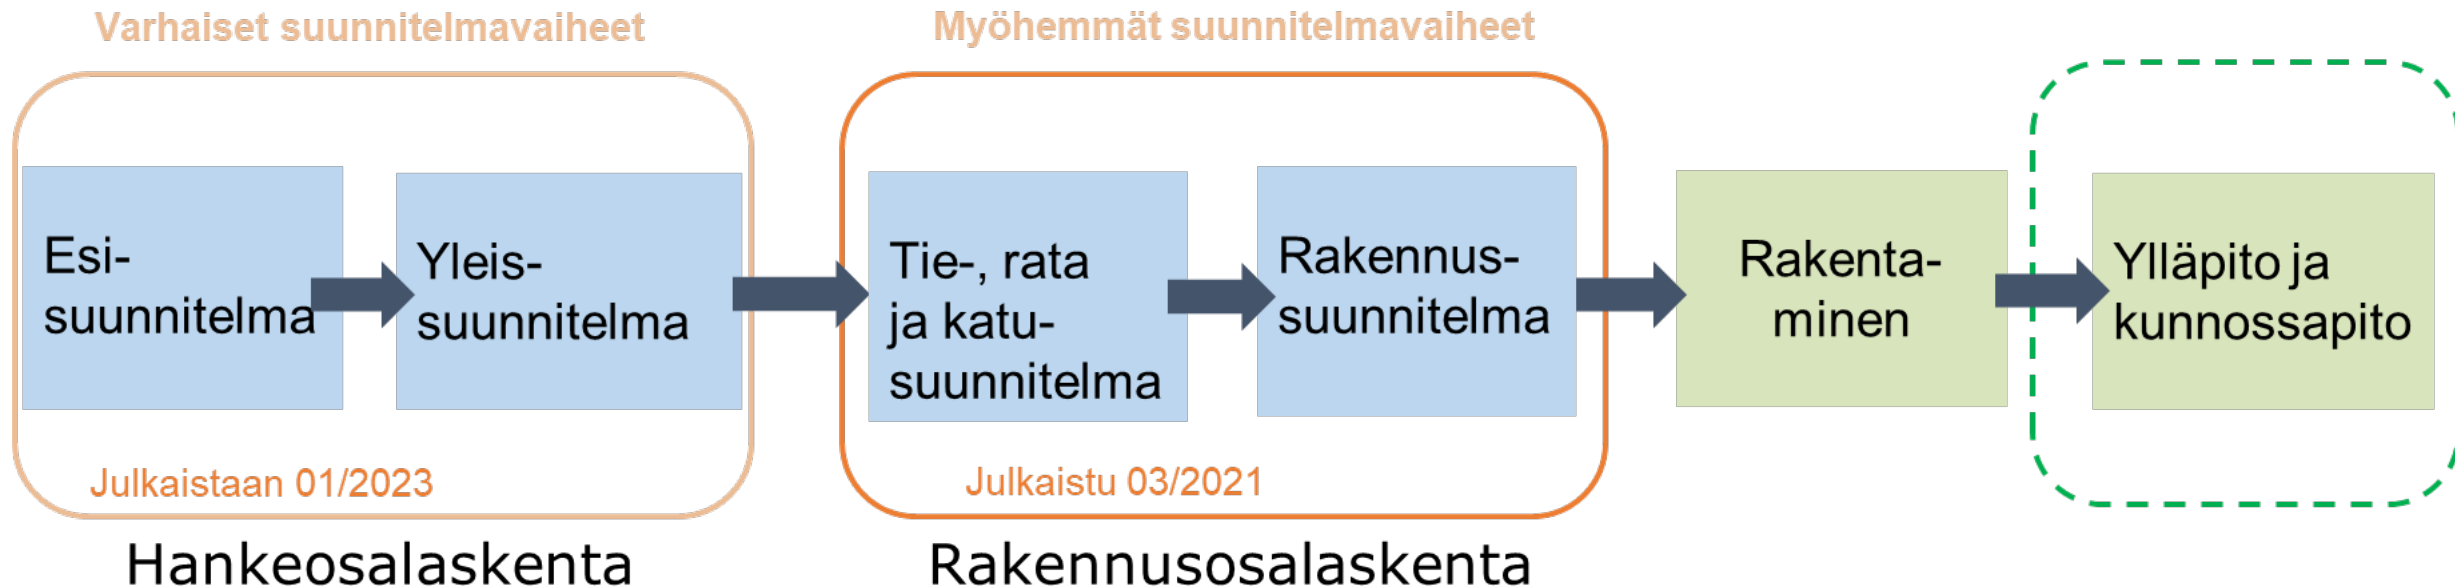 Varhaiset suunnitelmavaiheet
Myöhemmät suunnitelmavaiheet
Esi-
suunnitelma
Yleis-
suunnitelma
Tie-, rata
ja katu-
suunnitelma
Rakennus-
suunnitelma
Rakenta-
minen
Ylläpito ja
kunnossapito
Julkaistaan 01/2023
Julkaistu 03/2021
Hankeosalaskenta
Rakennusosalaskenta